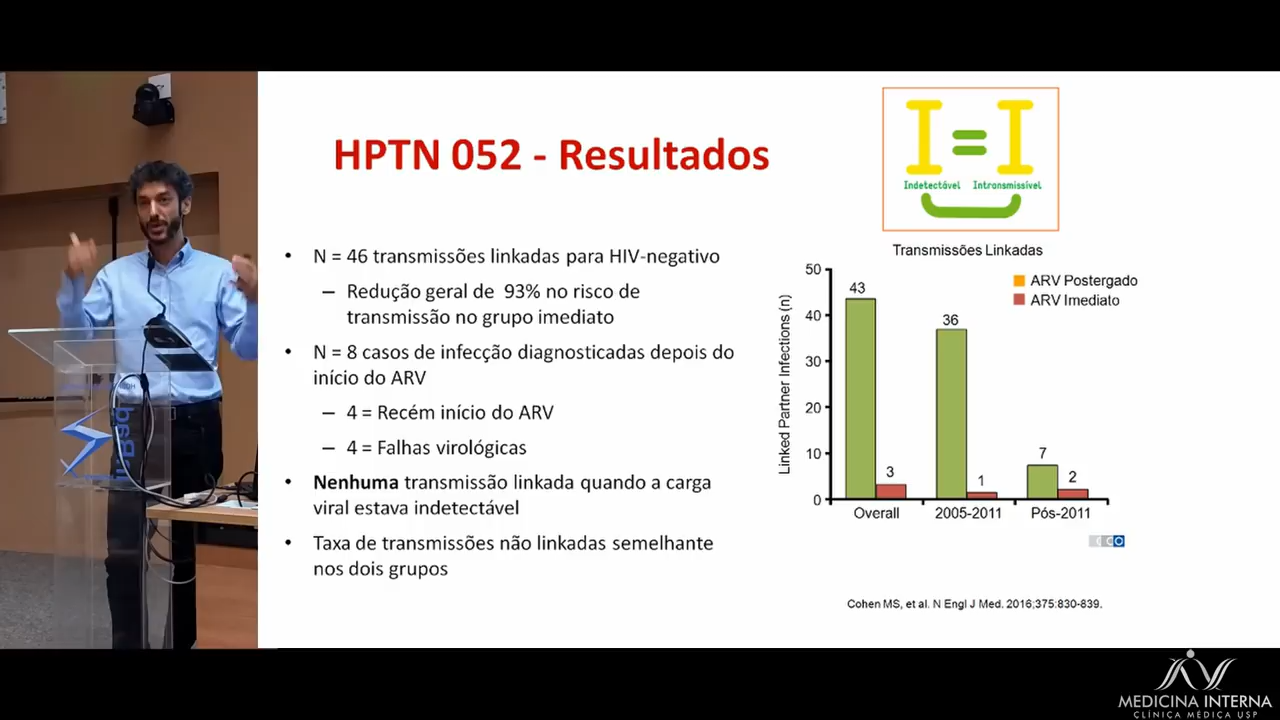 HPTN 052 - Resultados
I = I
Indetectável Intransmissível
• N = 46 transmissões linkadas para HIV-negativo
– Redução geral de 93% no risco de
transmissão no grupo imediato
• N = 8 casos de infecção diagnosticadas depois do
início do ARV
– 4 = Recém início do ARV
– 4 = Falhas virológicas
• Nenhuma transmissão linkada quando a carga
viral estava indetectável
• Taxa de transmissões não linkadas semelhante
nos dois grupos
Transmissões Linkadas
ARV Postergado
ARV Imediato
Linked Partner Infections (n)
50
40
30
20
10
0
43
3
36
1
7
2
Overall 2005-2011 Pós-2011
CCO
Cohen MS, et al. N Engl J Med. 2016;375:830-839.
MEDICINA INTERNA
CLÍNICA MÉDICA USP